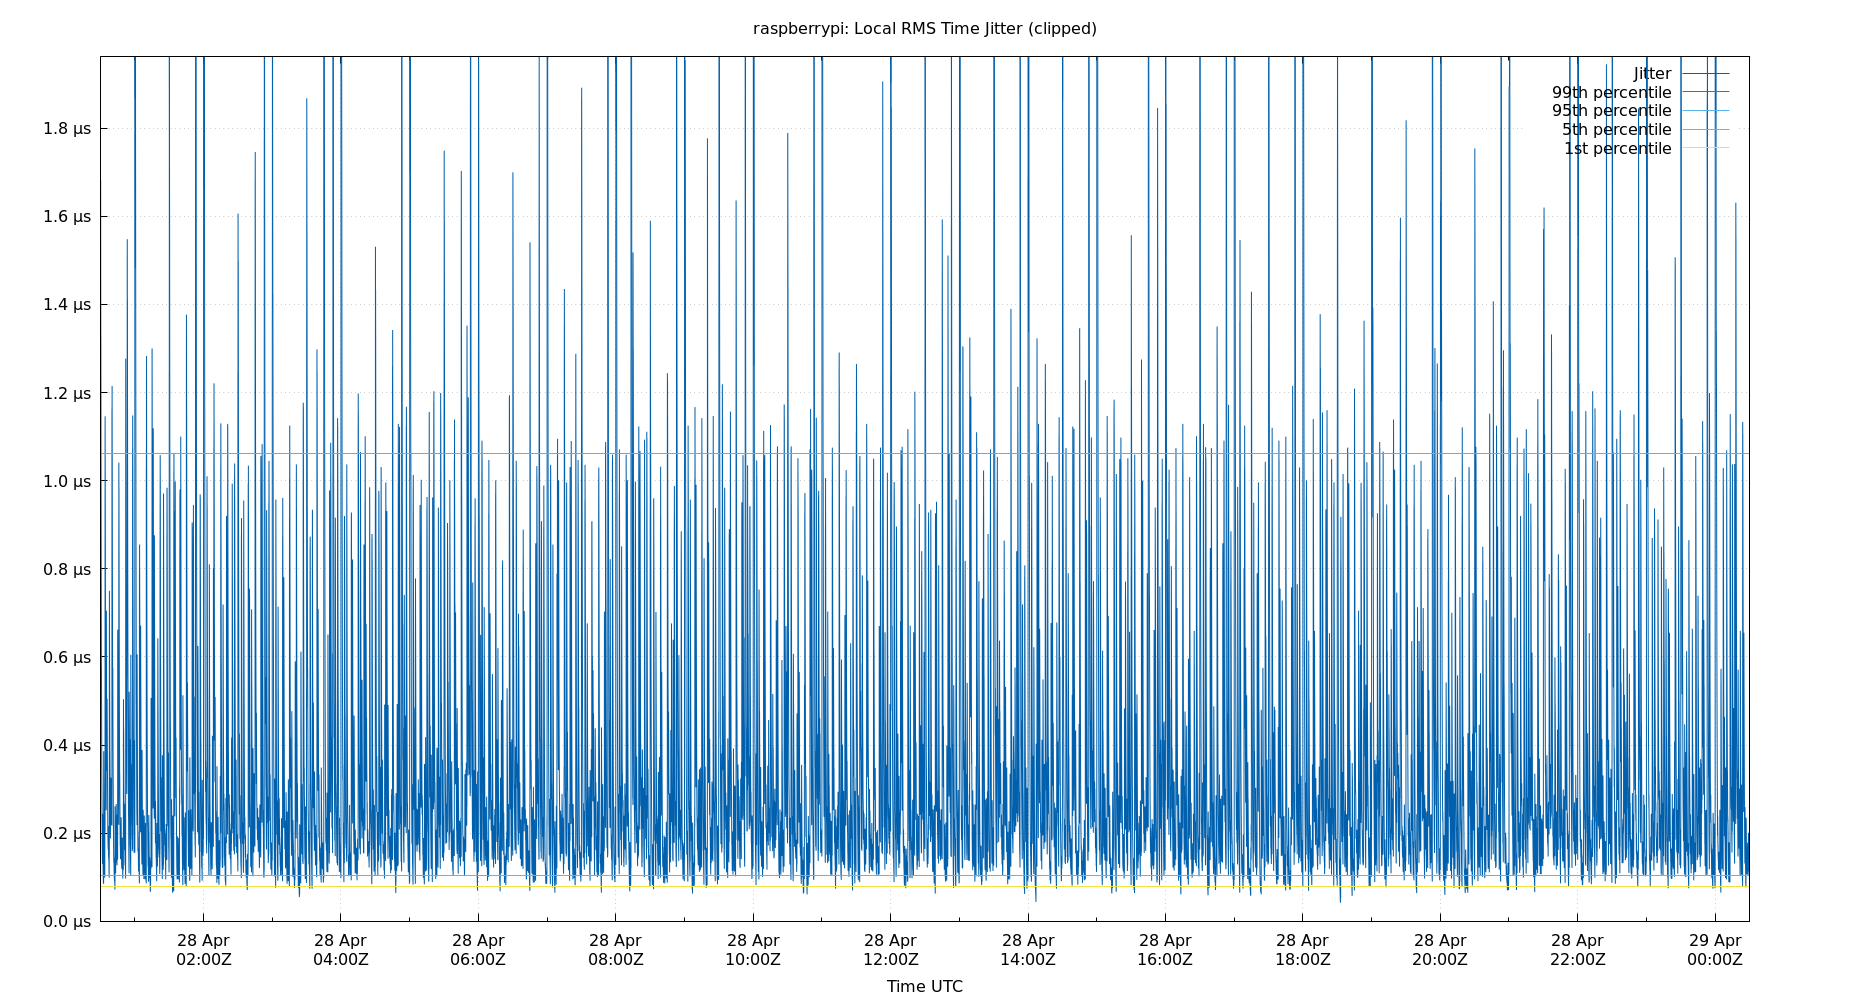 raspberrypi: Local RMS Time Jitter (clipped)
Jitter
99th percentile
95th percentile
5th percentile
1st percentile
1.8 µs
1.6 µs
1.4 µs
1.2 µs
1.0 µs
0.8 µs
0.6 µs
0.4 µs
0.2 µs
0.0 µs
28 Apr 28 Apr 28 Apr 28 Apr 28 Apr 28 Apr 28 Apr 28 Apr 28 Apr 28 Apr 28 Apr 29 Apr
02:00Z 04:00Z 06:00Z 08:00Z 10:00Z 12:00Z 14:00Z 16:00Z 18:00Z 20:00Z 22:00Z 00:00Z
Time UTC